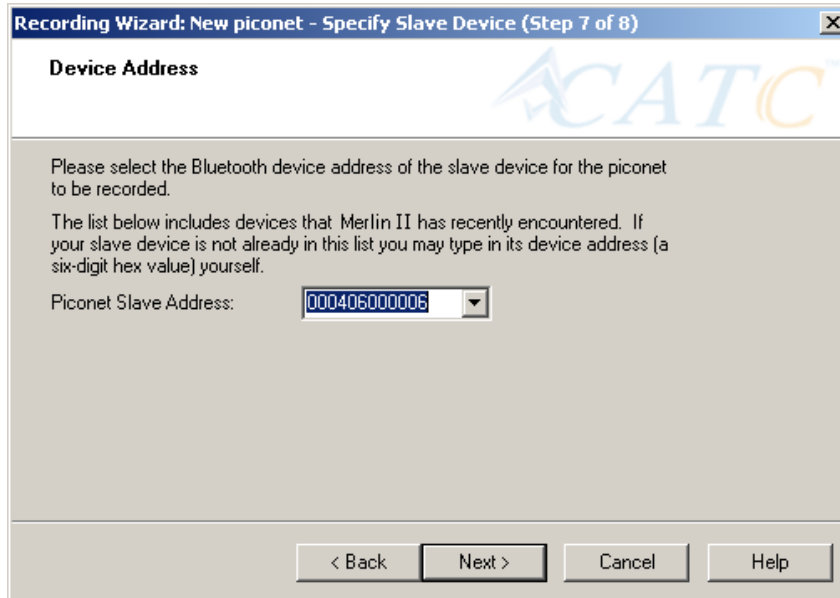 Recording Wizard: New piconet - Specify Slave Device (Step 7 of 8)
Device Address
CATC
Please select the Bluetooth device address of the slave device for the piconet
to be recorded.
The list below includes devices that Merlin II has recently encountered. If
your slave device is not already in this list you may type in its device address (a
six-digit hex value) yourself.
Piconet Slave Address: 000406000006
< Back Next > Cancel Help